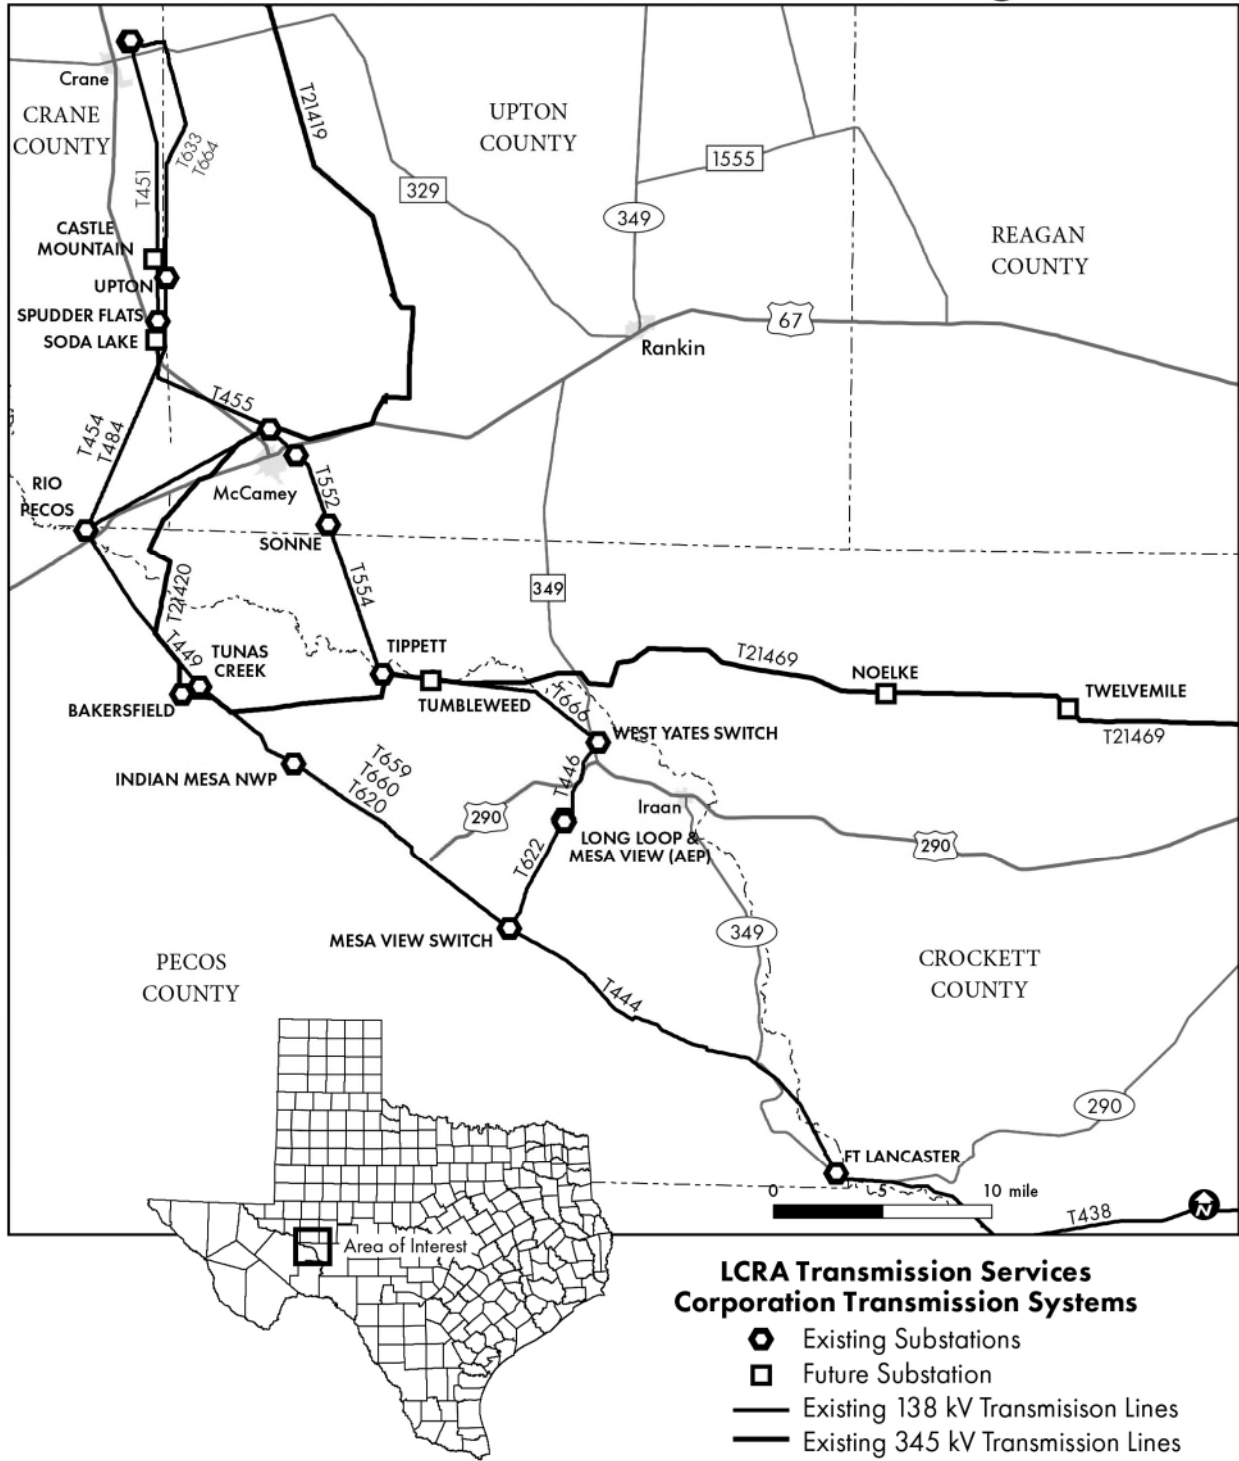 Crane
CRANE
COUNTY
T21419
UPTON
COUNTY
T633
T664
T451
329
1555
349
CASTLE
MOUNTAIN
REAGAN
COUNTY
UPTON
SPUDDER FLATS
SODA LAKE
67
Rankin
T455
T454
T484
RIO
PECOS
McCamey
T552
SONNE
T554
349
T21420
T449
TUNAS
CREEK
TIPPETT
T21469
NOELKE
TWELVEMILE
BAKERSFIELD
TUMBLEWEED
T666
WEST YATES SWITCH
T21469
INDIAN MESA NWP
T659
T660
T620
T446
Iraan
290
LONG LOOP &
MESA VIEW (AEP)
290
T622
MESA VIEW SWITCH
349
PECOS
COUNTY
CROCKETT
COUNTY
T444
290
FT LANCASTER
0 5 10 mile
T438
N
Area of Interest
LCRA Transmission Services
Corporation Transmission Systems
Existing Substations
Future Substation
Existing 138 kV Transmisison Lines
Existing 345 kV Transmission Lines